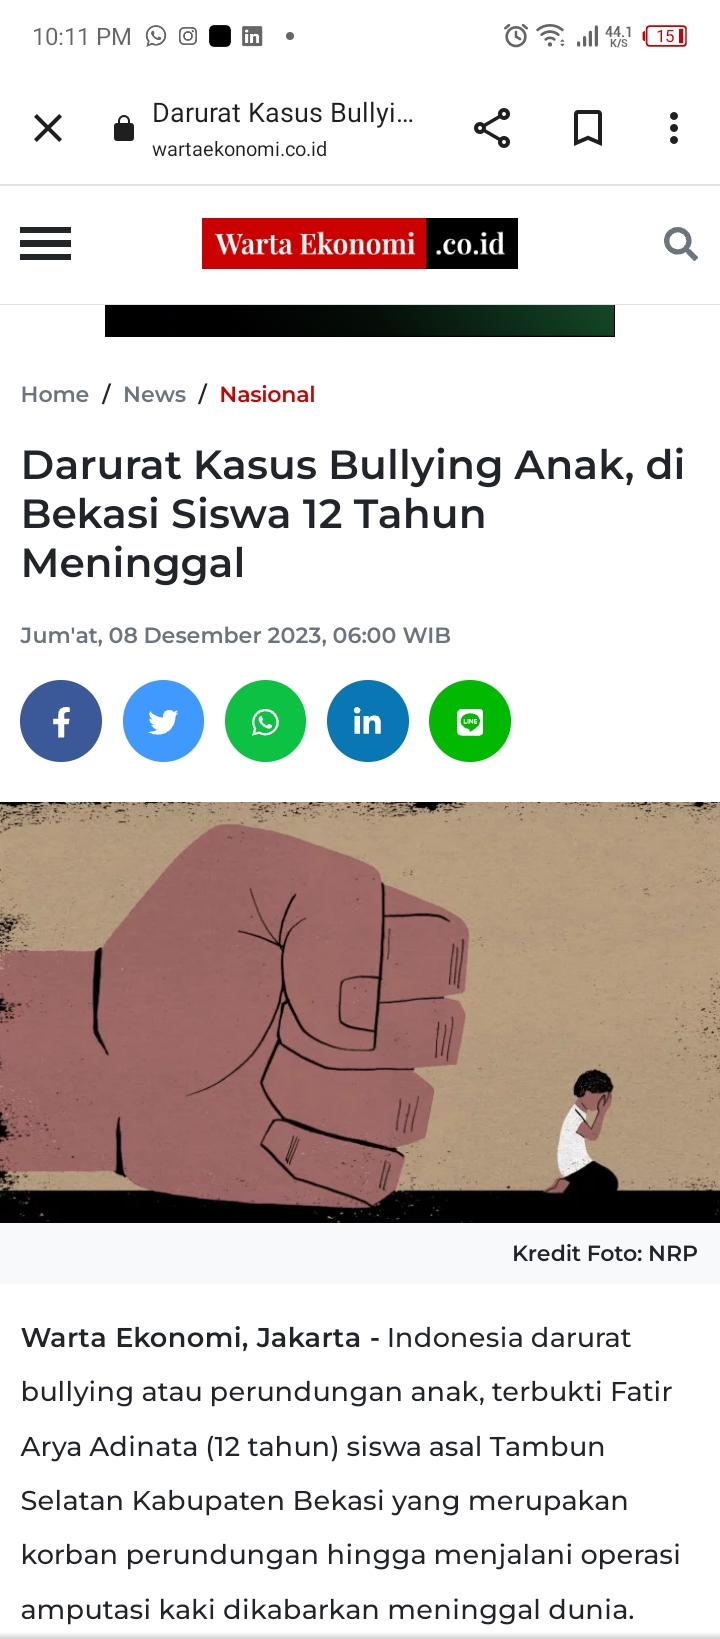 10:11 PM
44.1
K/S
15
Darurat Kasus Bullyi...
wartaekonomi.co.id
Warta Ekonomi .co.id
Home / News / Nasional
Darurat Kasus Bullying Anak, di
Bekasi Siswa 12 Tahun
Meninggal
Jum'at, 08 Desember 2023, 06:00 WIB
LINE
Kredit Foto: NRP
Warta Ekonomi, Jakarta - Indonesia darurat
bullying atau perundungan anak, terbukti Fatir
Arya Adinata (12 tahun) siswa asal Tambun
Selatan Kabupaten Bekasi yang merupakan
korban perundungan hingga menjalani operasi
amputasi kaki dikabarkan meninggal dunia.